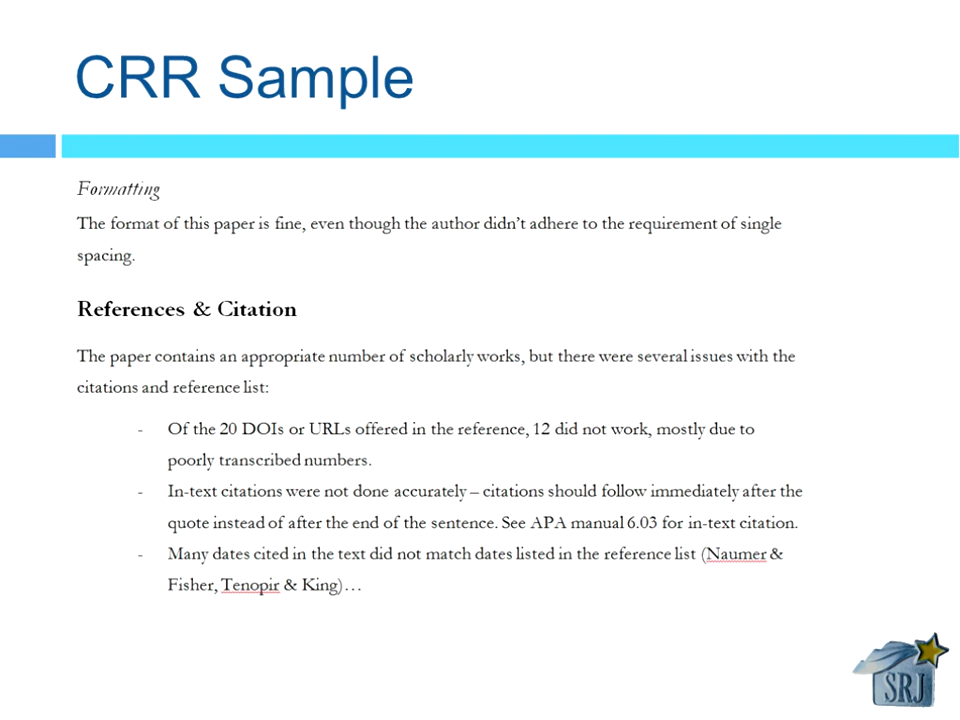 CRR Sample
Formatting
The format of this paper is fine, even though the author didn't adhere to the requirement of single
spacing.
References & Citation
The paper contains an appropriate number of scholarly works, but there were several issues with the
citations and reference list:
- Of the 20 DOIs or URLs offered in the reference, 12 did not work, mostly due to
poorly transcribed numbers.
- In-text citations were not done accurately – citations should follow immediately after the
quote instead of after the end of the sentence. See APA manual 6.03 for in-text citation.
- Many dates cited in the text did not match dates listed in the reference list (Naumer &
Fisher, Tenopir & King)…
SRJ